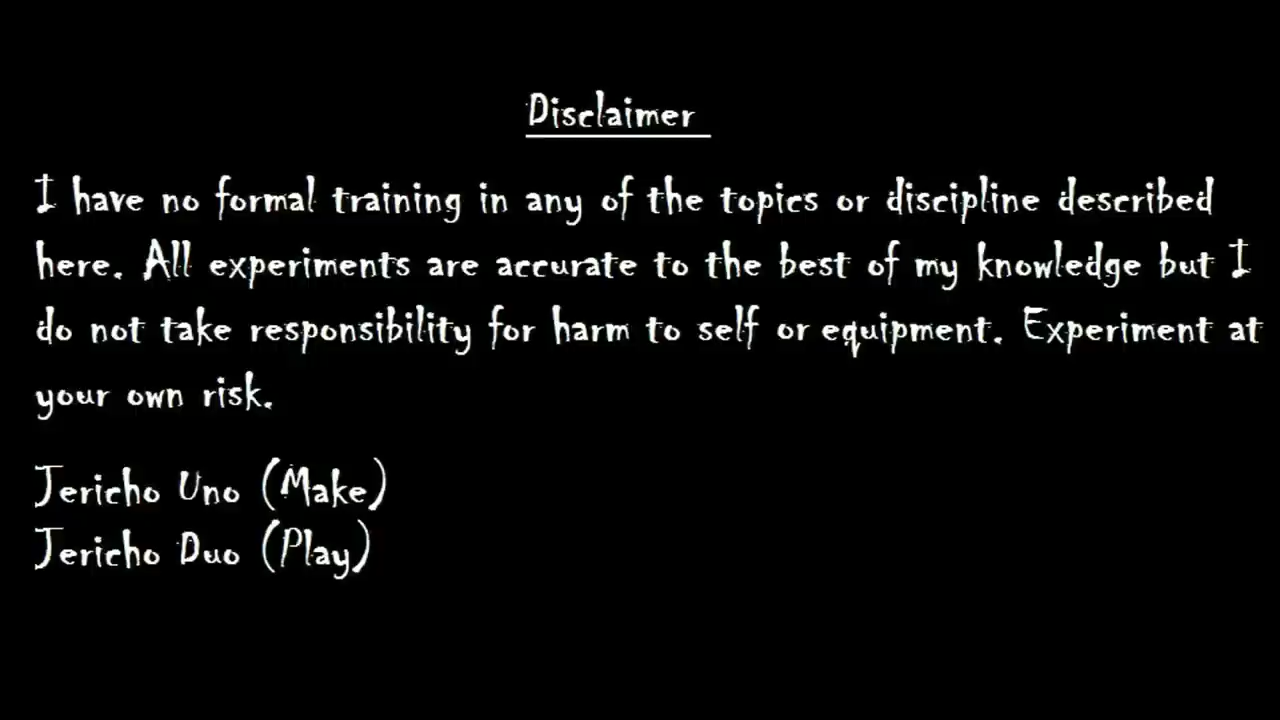 Disclaimer
I have no formal training in any of the topics or discipline described
here. All experiments are accurate to the best of my knowledge but I
do not take responsibility for harm to self or equipment. Experiment at
your own risk.
Jericho Uno (Make)
Jericho Duo (Play)